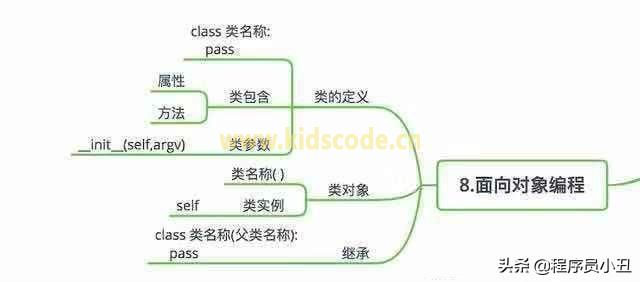 class 类名称:
pass
属性
类包含
类的定义
方法
www.kidscode.cn
__init__(self,argv)
类参数
类名称( )
类对象
8.面向对象编程
self
类实例
class 类名称(父类名称):
pass
继承
头条 @程序员小丑